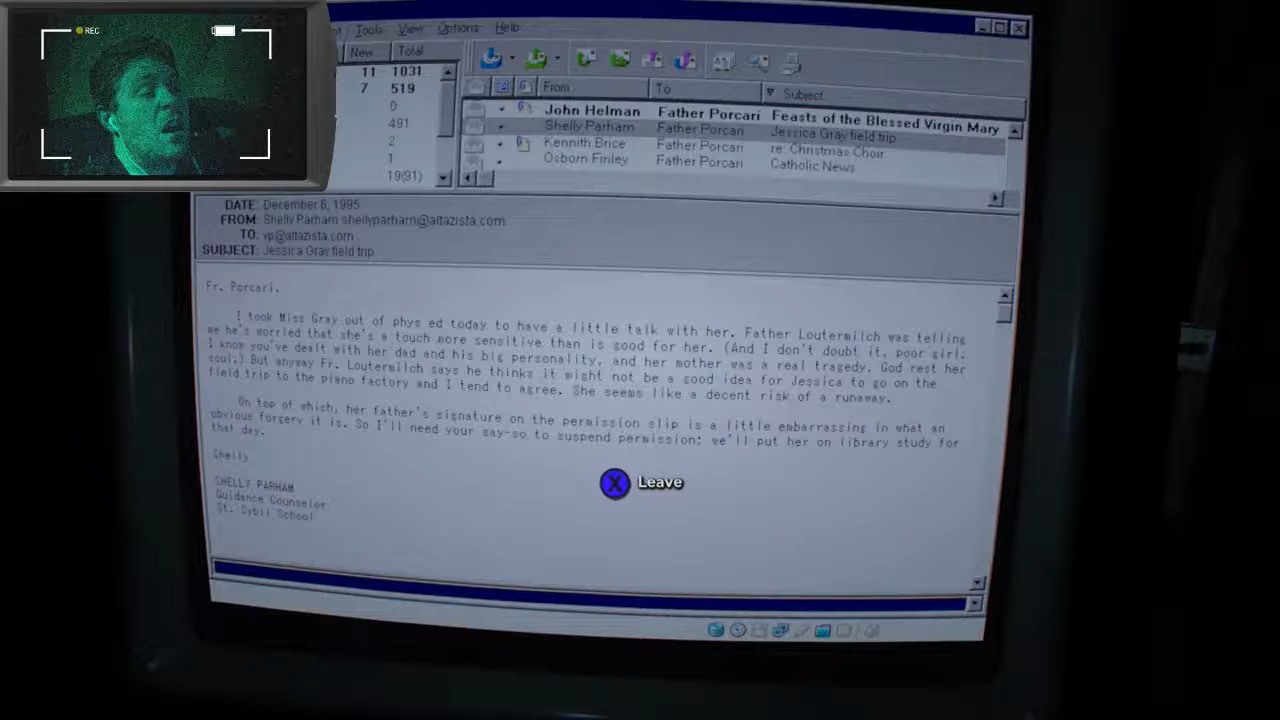 REC
Tools View Options Help
New Total
11 1031
7 519
0
491
2
1
19(91)
From To Subject
John Helman Father Porcari Feasts of the Blessed Virgin Mary
Shelly Parham Father Porcari Jessica Gray field trip
Kennith Brice Father Porcari re: Christmas Choir
Osborn Finley Father Porcari Catholic News
DATE: December 6, 1995
FROM: Shelly Parham shellyparham@altazista.com
TO: vp@altazista.com
SUBJECT: Jessica Gray field trip
Fr. Porcari,
I took Miss Gray out of phys ed today to have a little talk with her. Father Loutermilch was telling
me he's worried that she's a touch more sensitive than is good for her. (And I don't doubt it, poor girl.
I know you've dealt with her dad and his big personality, and her mother was a real tragedy, God rest her
soul.) But anyway Fr. Loutermilch says he thinks it might not be a good idea for Jessica to go on the
field trip to the piano factory and I tend to agree. She seems like a decent risk of a runaway.
On top of which, her father's signature on the permission slip is a little embarrassing in what an
obvious forgery it is. So I'll need your say-so to suspend permission; we'll put her on library study for
that day.
Shelly
SHELLY PARHAM
Guidance Counselor
St. Sybil School
X Leave